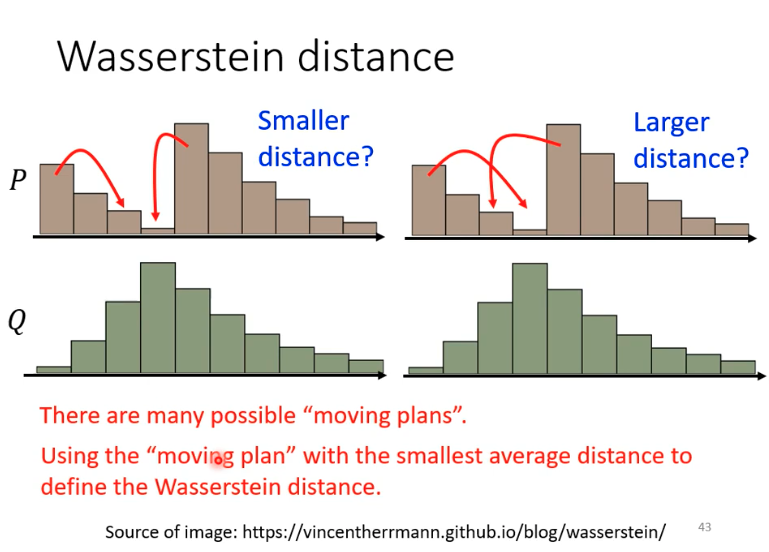 Wasserstein distance
Smaller
distance?
Larger
distance?
P
Q
There are many possible “moving plans”.
Using the “moving plan” with the smallest average distance to
define the Wasserstein distance.
Source of image: https://vincentherrmann.github.io/blog/wasserstein/
43